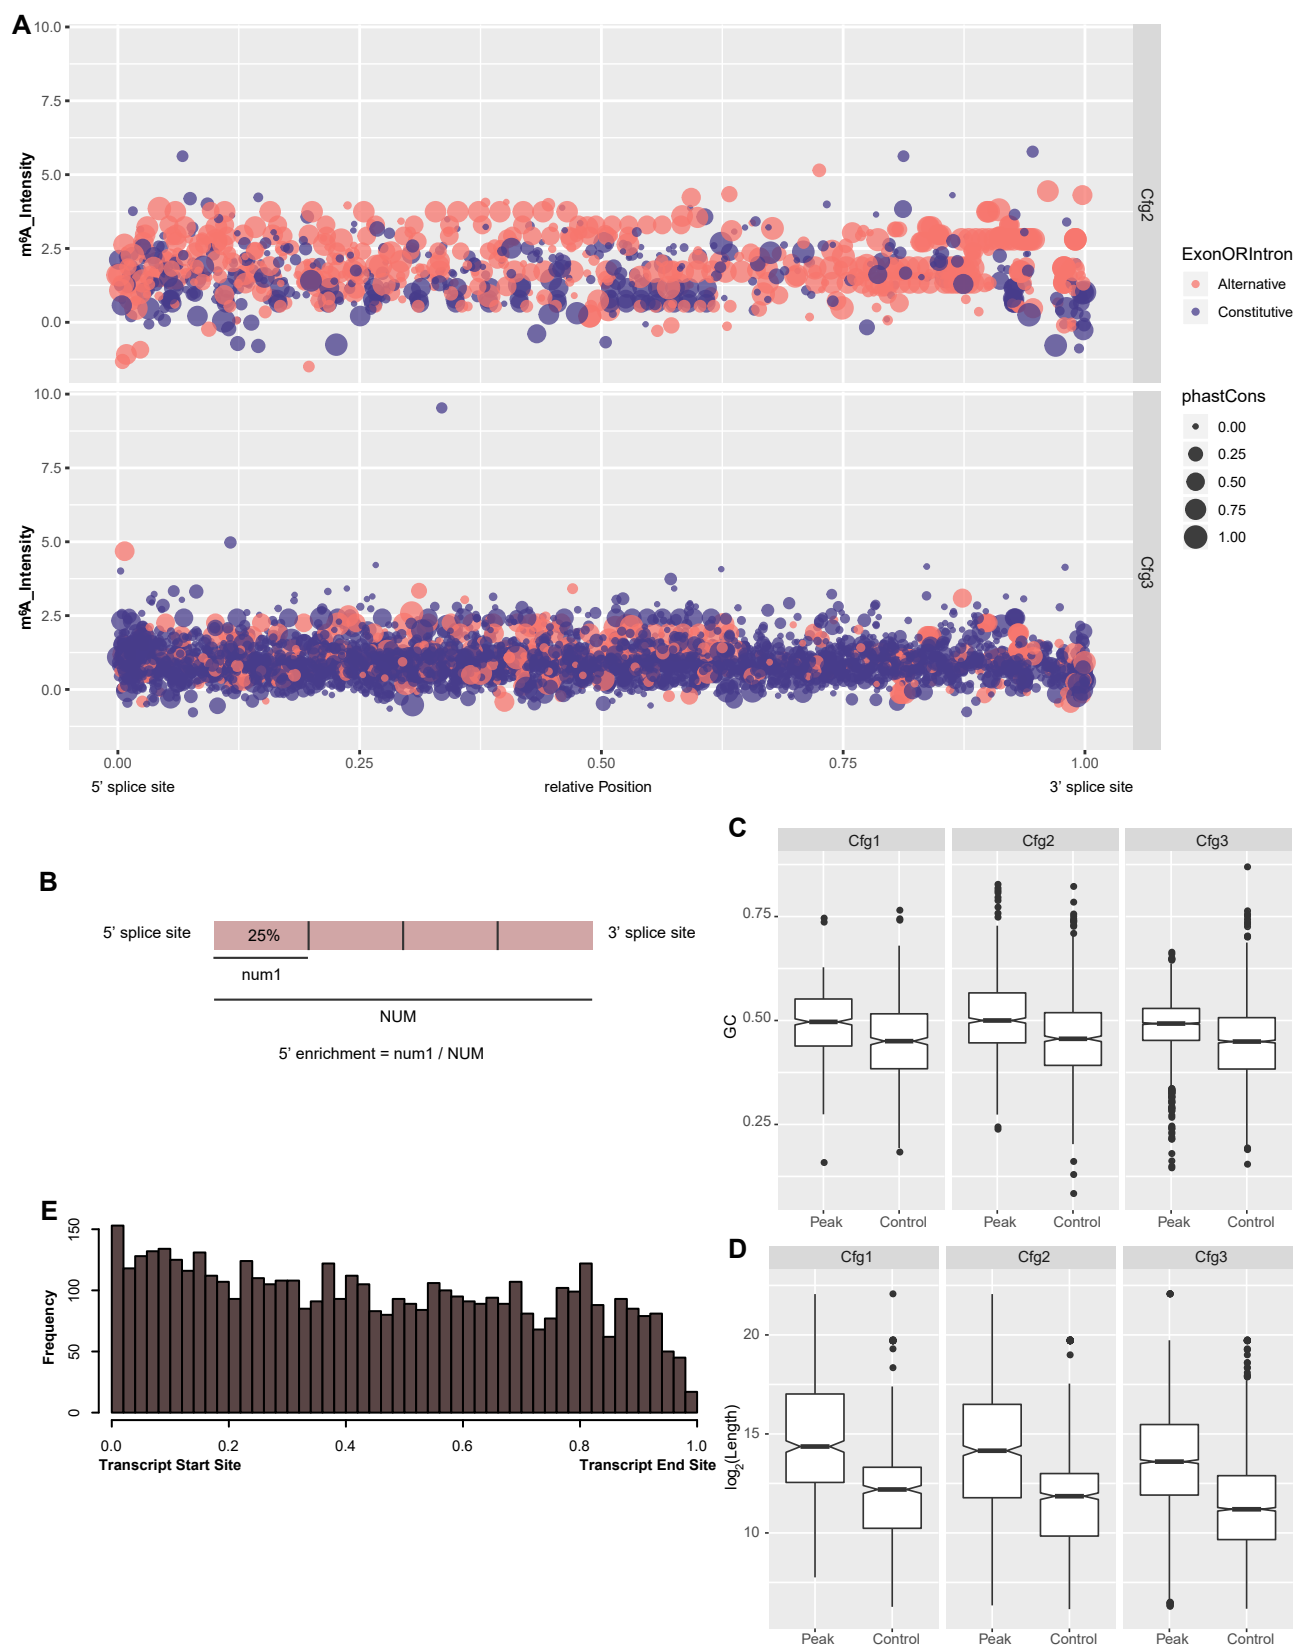 A
10.0
7.5
5.0
2.5
0.0
m⁶A_Intensity
Cfg2
10.0
7.5
5.0
2.5
0.0
m⁶A_Intensity
Cfg3
0.00 0.25 0.50 0.75 1.00
5’ splice site relative Position 3’ splice site
ExonORIntron
Alternative
Constitutive
phastCons
0.00
0.25
0.50
0.75
1.00
B
5’ splice site 25% 3’ splice site
num1
NUM
5’ enrichment = num1 / NUM
C
Cfg1 Cfg2 Cfg3
0.75
0.50
0.25
GC
Peak Control Peak Control Peak Control
D
Cfg1 Cfg2 Cfg3
20
15
10
log₂(Length)
Peak Control Peak Control Peak Control
E
150
100
50
0
Frequency
0.0 0.2 0.4 0.6 0.8 1.0
Transcript Start Site Transcript End Site